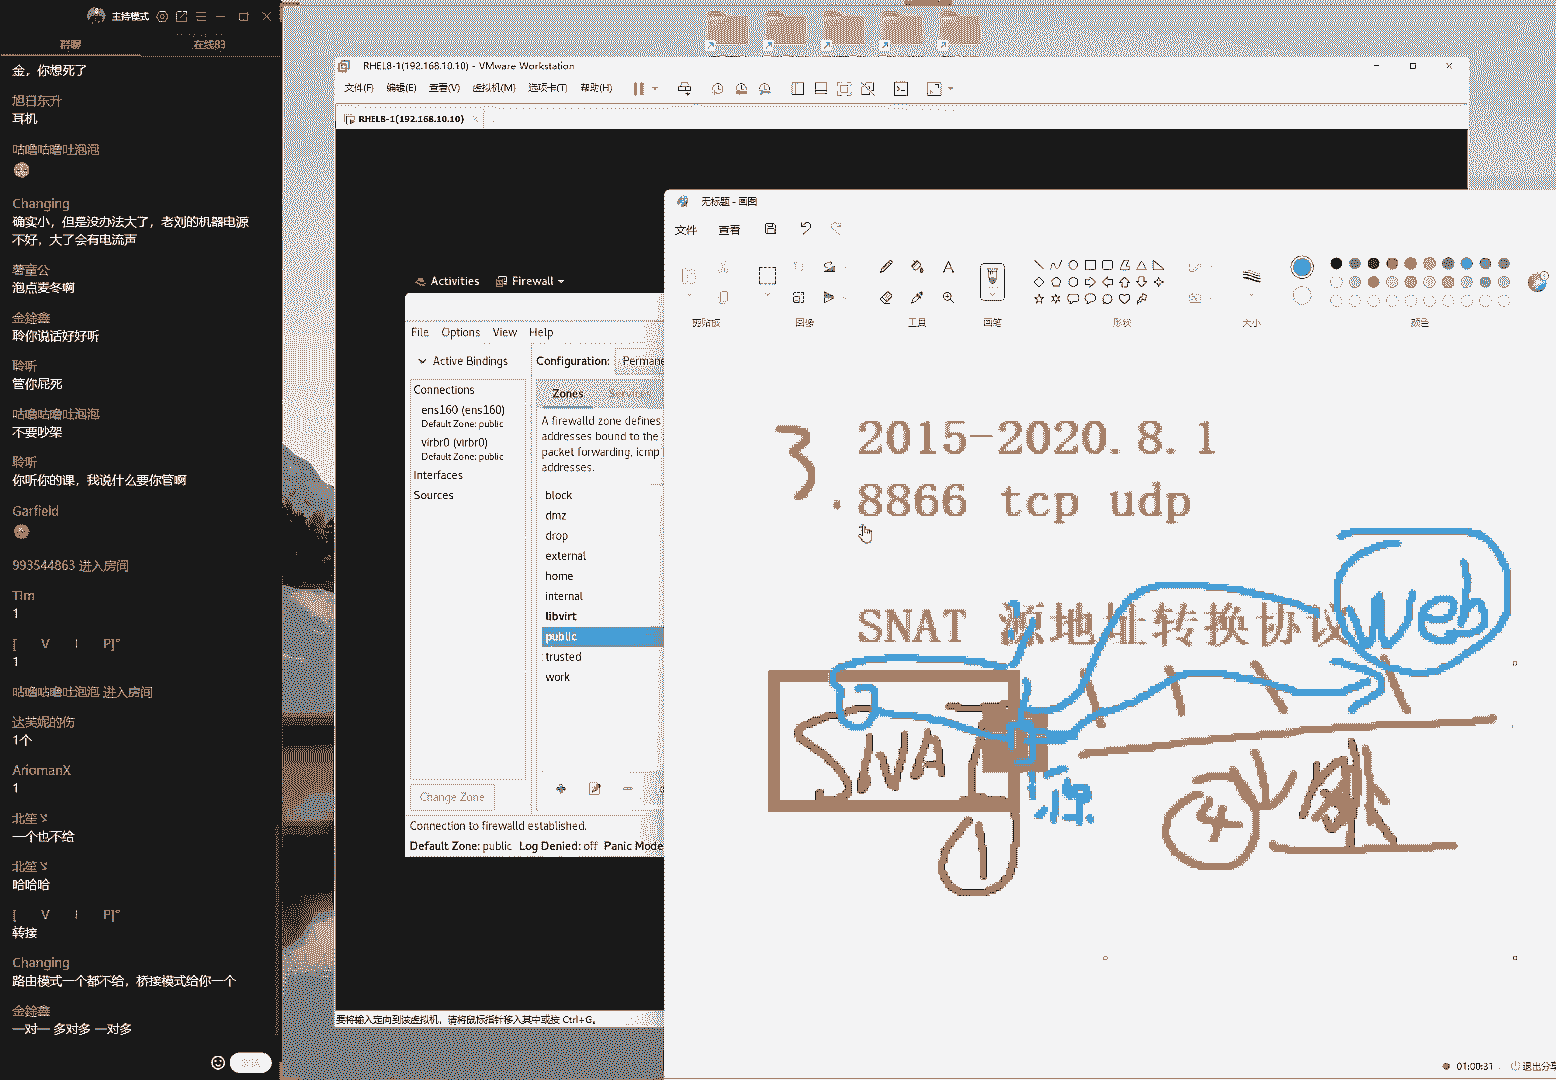 主持模式
群聊
在线83
金，你想死了
旭日东升
耳机
咕噜咕噜吐泡泡
Changing
确实小，但是没办法大了，老刘的机器电源
不好，大了会有电流声
薯童公
泡点麦冬啊
金鎗鑫
聆你说话好好听
聆听
管你屁死
咕噜咕噜吐泡泡
不要吵架
聆听
你听你的课，我说什么要你管啊
Garfield
993544863 进入房间
Tim
1
[ V I P]°
1
咕噜咕噜吐泡泡 进入房间
达芙妮的伤
1个
AriomanX
1
北笙ゞ
一个也不给
北笙ゞ
哈哈哈
[ V I P]°
转接
Changing
路由模式一个都不给，桥接模式给你一个
金鎗鑫
一对一 多对多 一对多
RHEL8-1(192.168.10.10) - VMware Workstation
文件(F) 编辑(E) 查看(V) 虚拟机(M) 选项卡(T) 帮助(H)
RHEL8-1(192.168.10.10)
Activities Firewall
File Options View Help
Active Bindings
Configuration: Permane
Connections
ens160 (ens160)
Default Zone: public
virbr0 (virbr0)
Default Zone: public
Interfaces
Sources
Zones Services
A firewalld zone defines
addresses bound to the
packet forwarding, icmp
addresses.
block
dmz
drop
external
home
internal
libvirt
public
trusted
work
Change Zone
Connection to firewalld established.
Default Zone: public Log Denied: off Panic Mode
要将输入定向到该虚拟机，请将鼠标指针移入其中或按 Ctrl+G。
无标题 - 画图
文件 查看
剪贴板 图像 工具 画笔 形状 大小 颜色
3.
2015-2020.8.1
8866 tcp udp
SNAT 源地址转换协议
Web
SNAT
源
①
④
01:00:31 退出分享